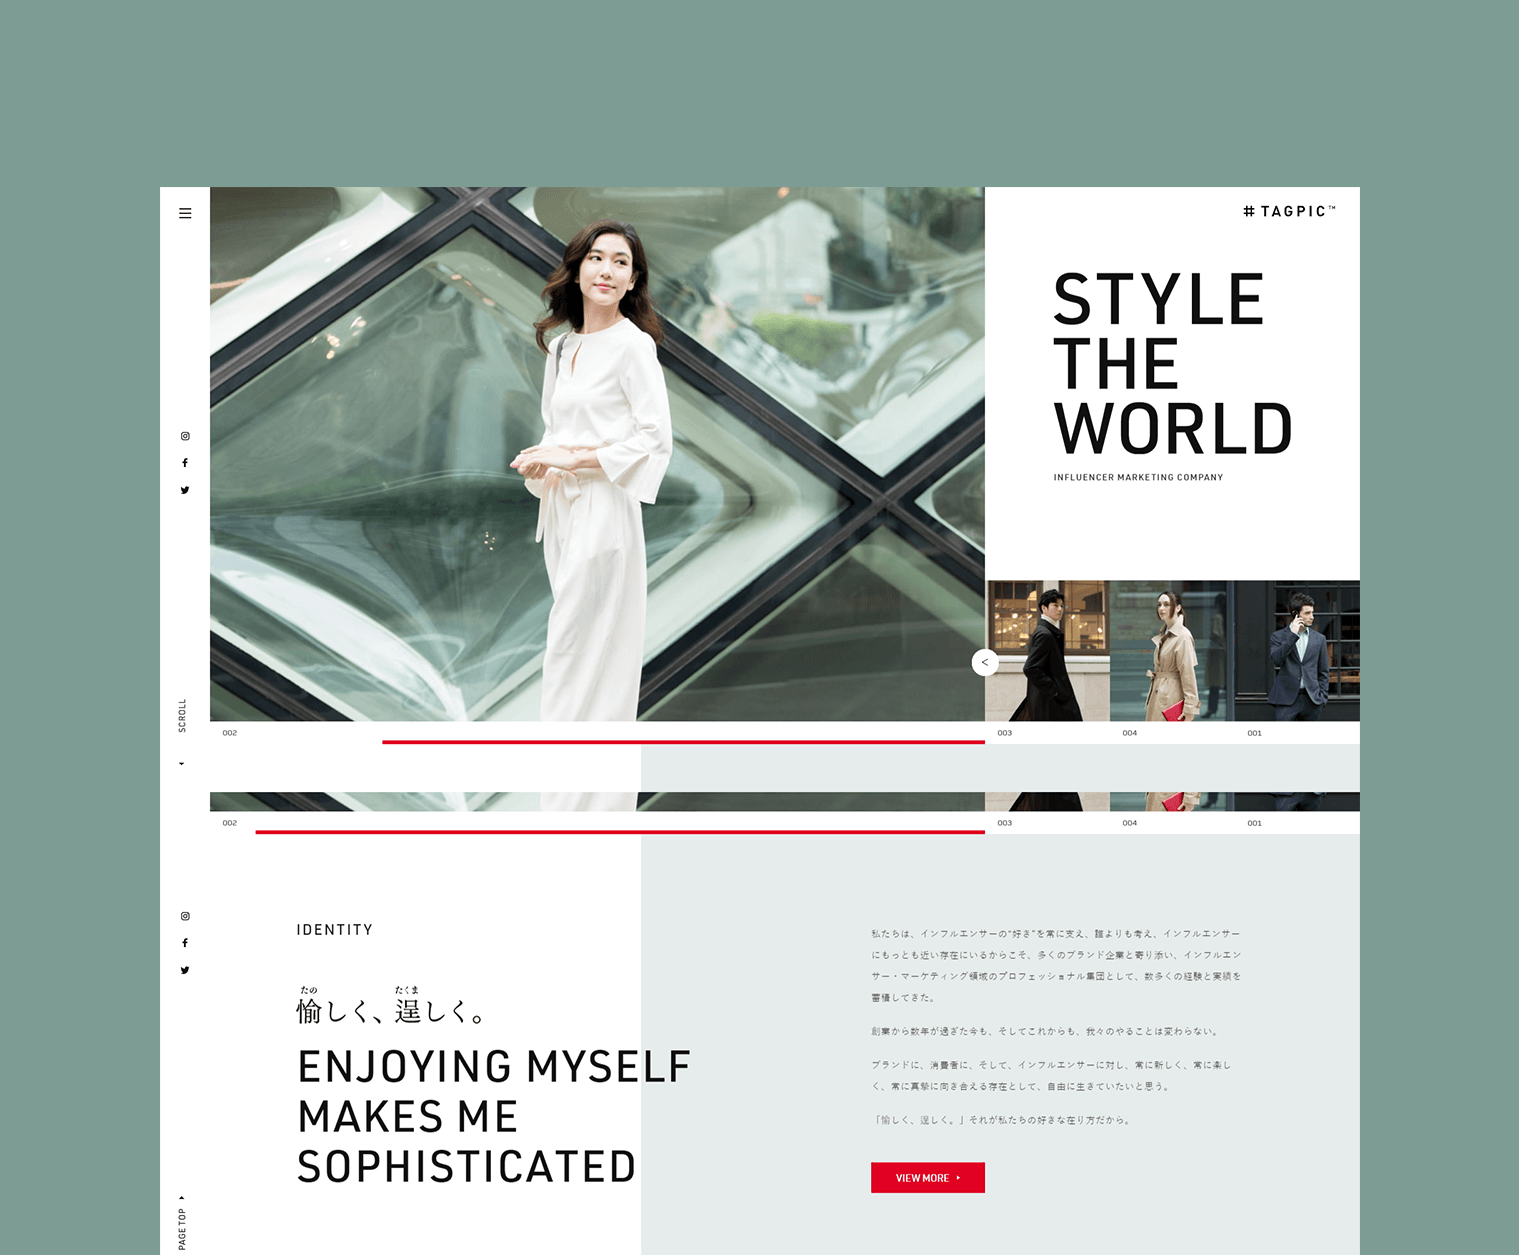 # TAGPIC™
STYLE
THE
WORLD
INFLUENCER MARKETING COMPANY
SCROLL
<
002
003
004
001
002
003
004
001
IDENTITY
たの たくま
愉しく、逞しく。
ENJOYING MYSELF
MAKES ME
SOPHISTICATED
私たちは、インフルエンサーの“好き”を常に支え、誰よりも考え、インフルエンサー
にもっとも近い存在にいるからこそ、多くのブランド企業と寄り添い、インフルエン
サー・マーケティング領域のプロフェッショナル集団として、数多くの経験と実績を
蓄積してきた。
創業から数年が過ぎた今も、そしてこれからも、我々のやることは変わらない。
ブランドに、消費者に、そして、インフルエンサーに対し、常に新しく、常に楽し
く、常に真摯に向き合える存在として、自由に生きていたいと思う。
「愉しく、逞しく。」それが私たちの好きな在り方だから。
VIEW MORE
PAGE TOP